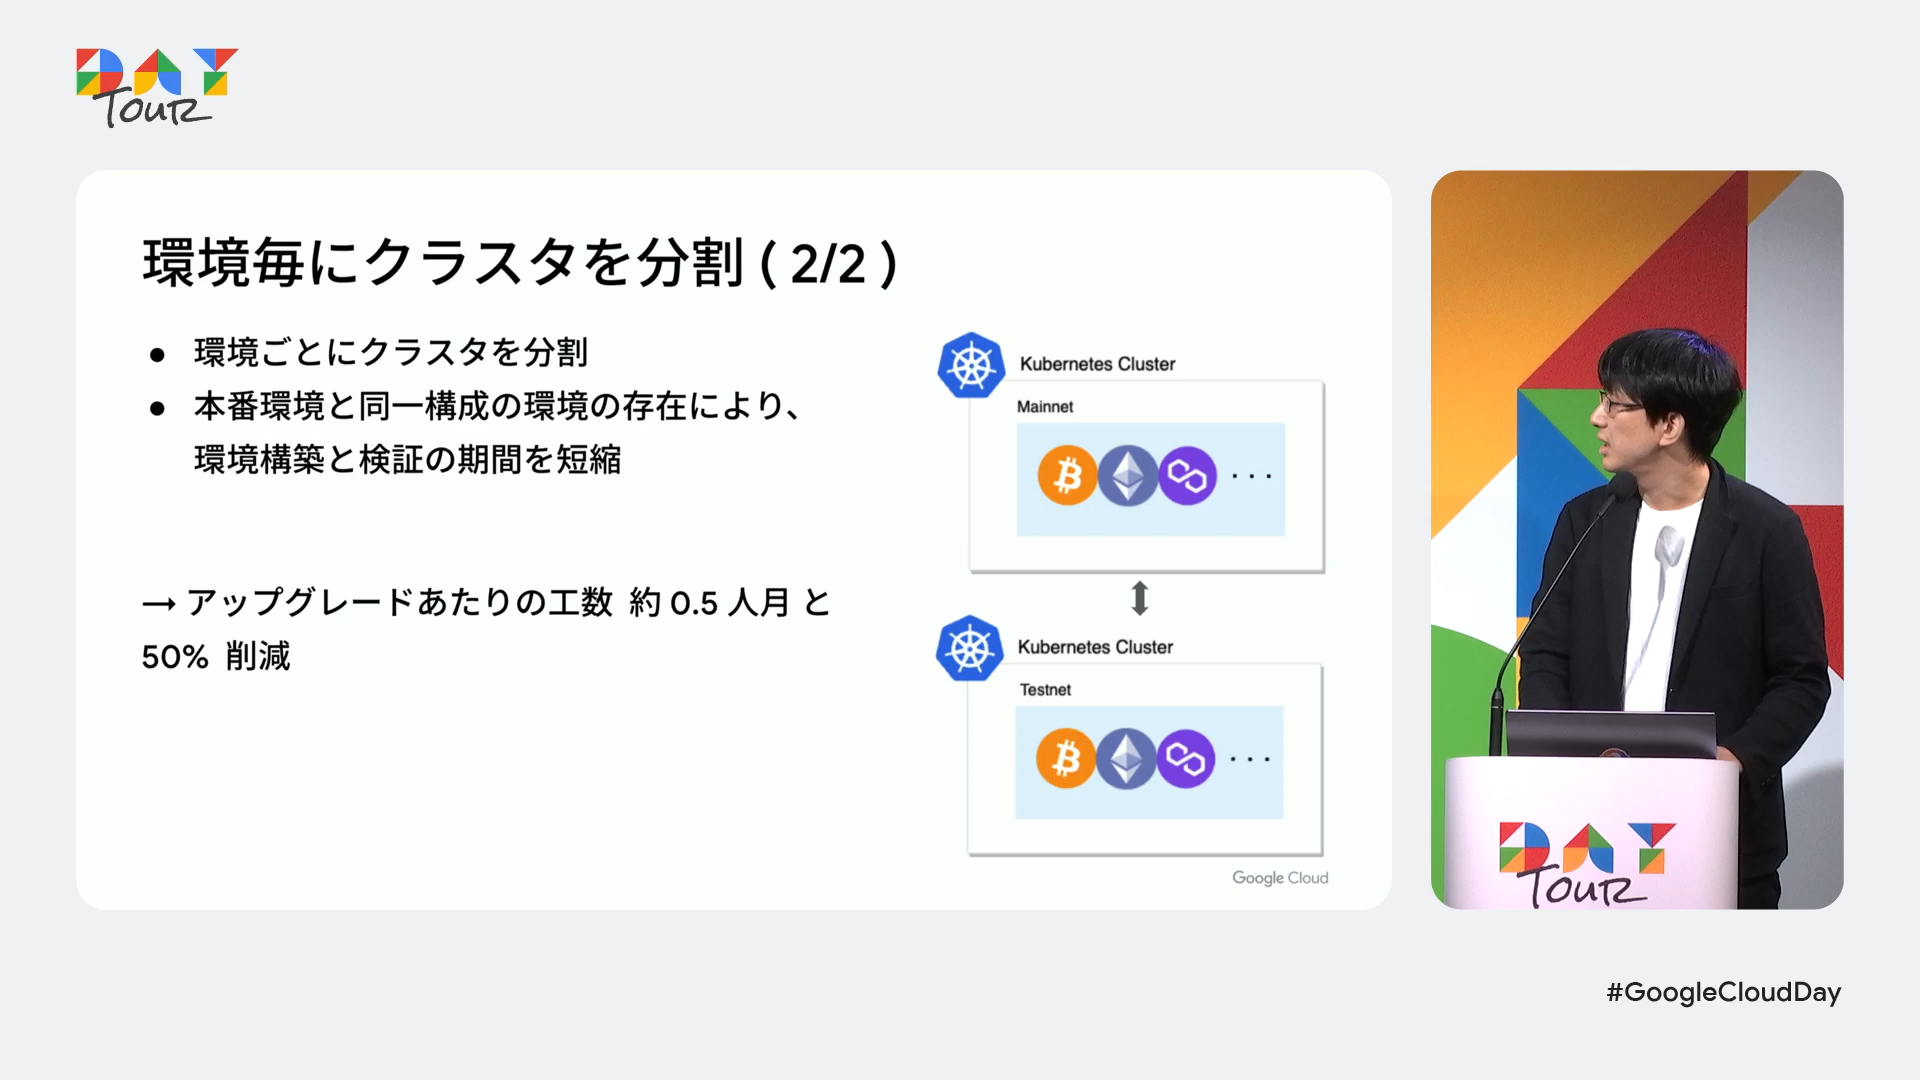 DAY
Tour
環境毎にクラスタを分割 ( 2/2 )
● 環境ごとにクラスタを分割
● 本番環境と同一構成の環境の存在により、
環境構築と検証の期間を短縮
→ アップグレードあたりの工数 約 0.5 人月 と
50% 削減
Kubernetes Cluster
Mainnet
. . .
Kubernetes Cluster
Testnet
. . .
Google Cloud
DAY
Tour
#GoogleCloudDay